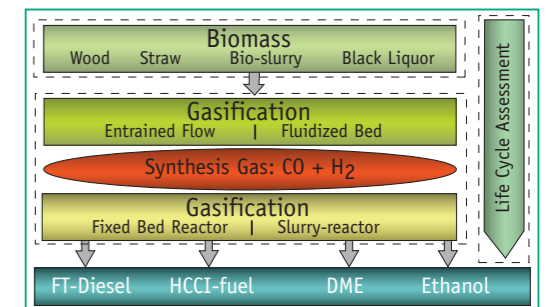 Biomass
Wood Straw Bio-slurry Black Liquor
Gasification
Entrained Flow | Fluidized Bed
Synthesis Gas: CO + H2
Gasification
Fixed Bed Reactor | Slurry-reactor
FT-Diesel HCCI-fuel DME Ethanol
Life Cycle Assessment